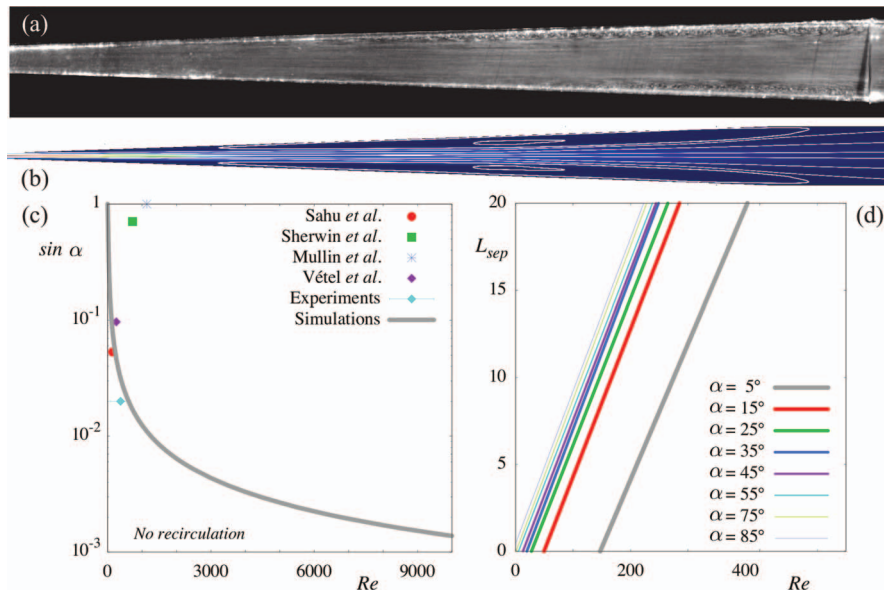 (a)
(b)
(c)
(d)
1
10^-1
10^-2
10^-3
sin α
0
3000
6000
9000
Re
Sahu et al.
Sherwin et al.
Mullin et al.
Vétel et al.
Experiments
Simulations
No recirculation
20
15
10
5
0
L_sep
0
200
400
Re
α = 5°
α = 15°
α = 25°
α = 35°
α = 45°
α = 55°
α = 75°
α = 85°